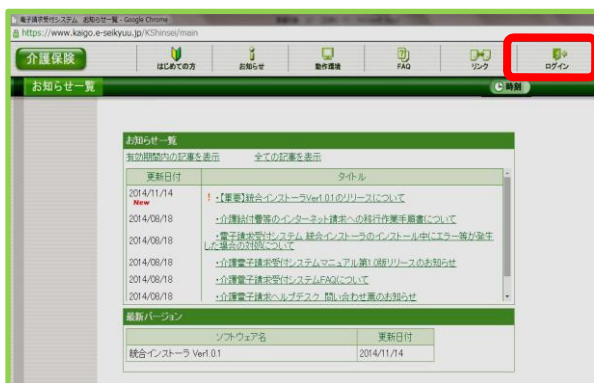 電子請求受付システム お知らせ一覧 - Google Chrome
https://www.kaigo.e-seikyuu.jp/KShinsei/main
介護保険
はじめての方
お知らせ
動作環境
FAQ
リンク
ログイン
お知らせ一覧
時刻
お知らせ一覧
有効期間内の記事を表示 全ての記事を表示
更新日付 タイトル
2014/11/14 New ! ・【重要】統合インストーラVer1.0.1のリリースについて
2014/08/18 ・介護給付費等のインターネット請求への移行作業手順書について
2014/08/18 ・電子請求受付システム 統合インストーラのインストール中にエラー等が発生
した場合の対処について
2014/08/18 ・介護電子請求受付システムマニュアル第1.0版リリースのお知らせ
2014/08/18 ・介護電子請求受付システムFAQについて
2014/08/18 ・介護電子請求ヘルプデスク 問い合わせ票のお知らせ
最新バージョン
ソフトウェア名 更新日付
統合インストーラ Ver1.0.1 2014/11/14